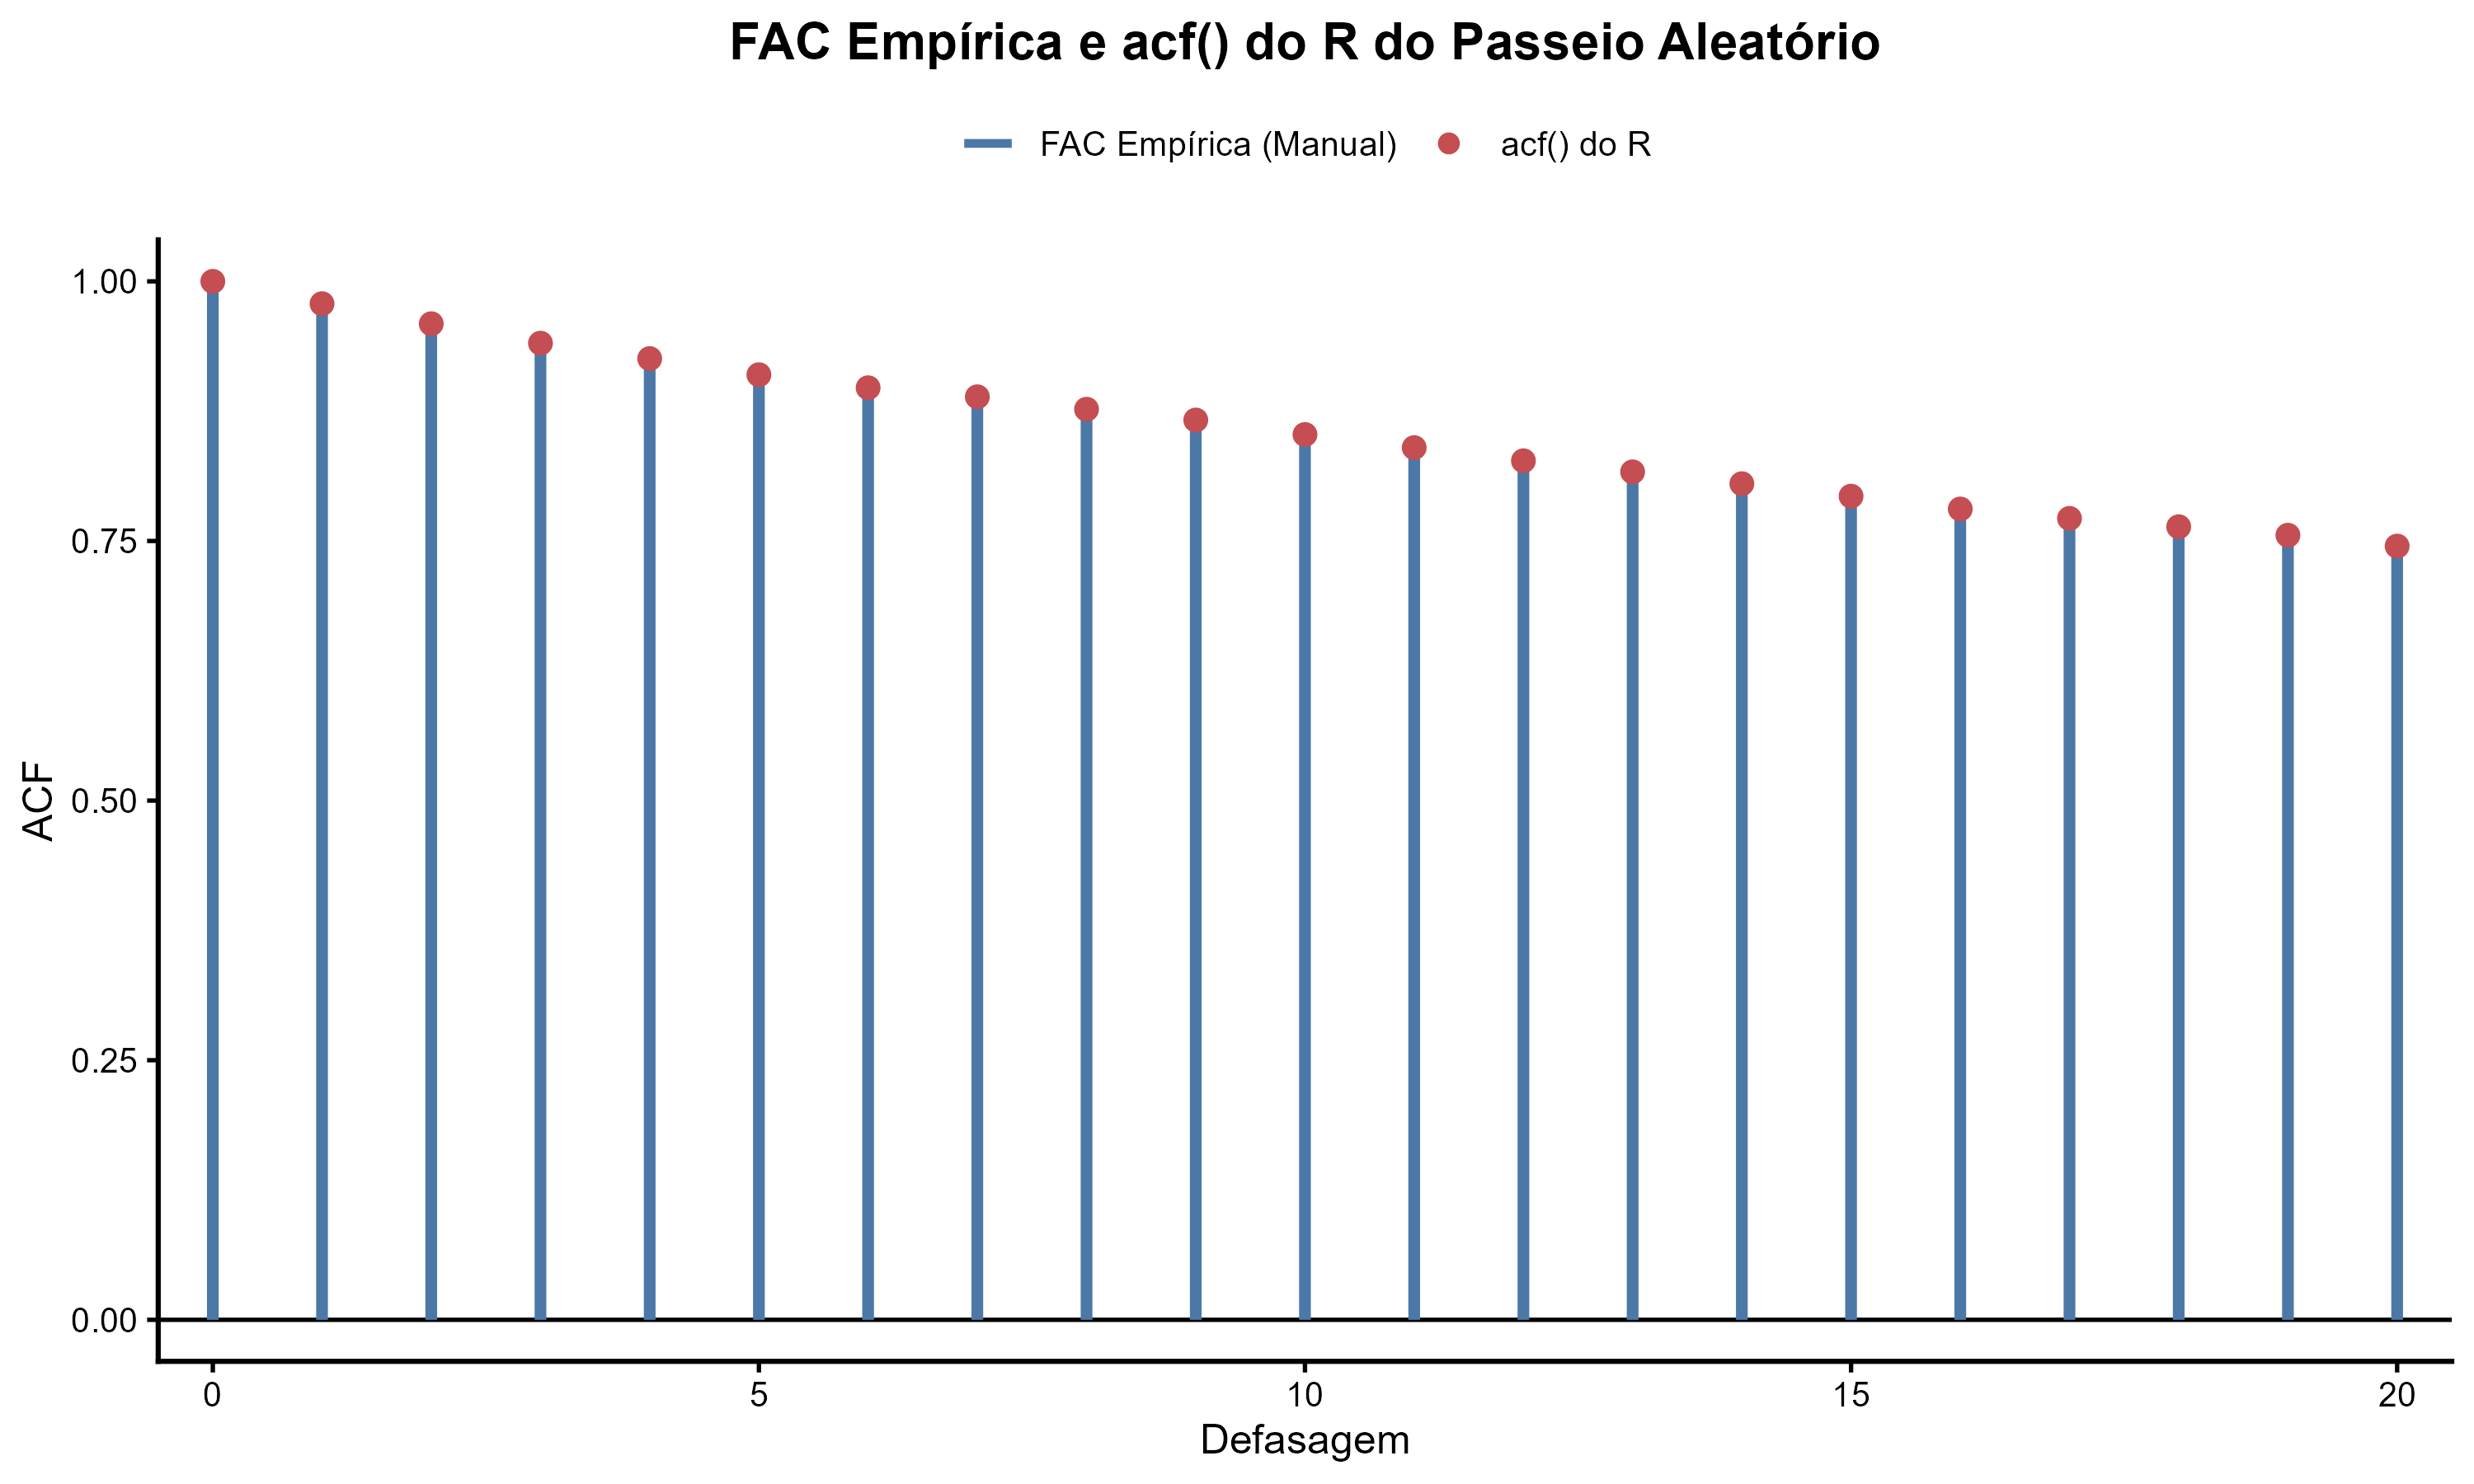 FAC Empírica e acf() do R do Passeio Aleatório
FAC Empírica (Manual) acf() do R
ACF
1.00
0.75
0.50
0.25
0.00
0 5 10 15 20
Defasagem